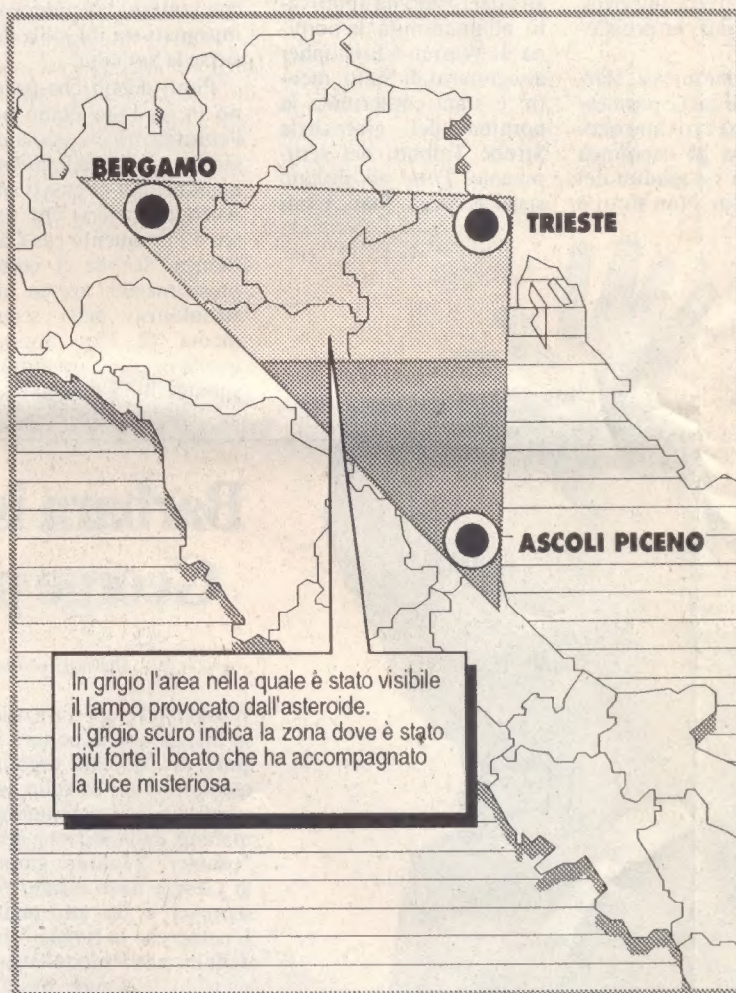 BERGAMO
TRIESTE
ASCOLI PICENO
In grigio l'area nella quale è stato visibile
il lampo provocato dall'asteroide.
Il grigio scuro indica la zona dove è stato
più forte il boato che ha accompagnato
la luce misteriosa.